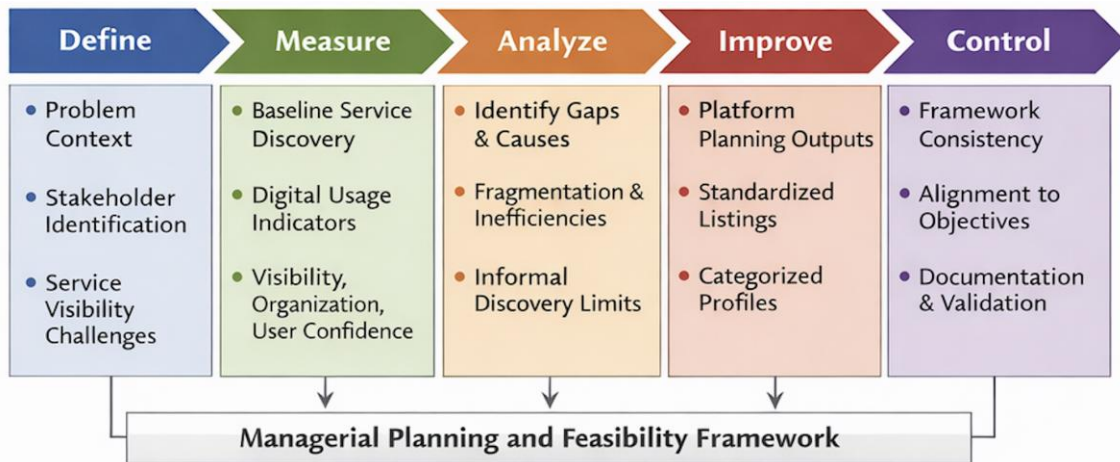 Define
Measure
Analyze
Improve
Control
• Problem
Context
• Stakeholder
Identification
• Service
Visibility
Challenges
• Baseline Service
Discovery
• Digital Usage
Indicators
• Visibility,
Organization,
User Confidence
• Identify Gaps
& Causes
• Fragmentation &
Inefficiencies
• Informal
Discovery Limits
• Platform
Planning Outputs
• Standardized
Listings
• Categorized
Profiles
• Framework
Consistency
• Alignment to
Objectives
• Documentation
& Validation
Managerial Planning and Feasibility Framework